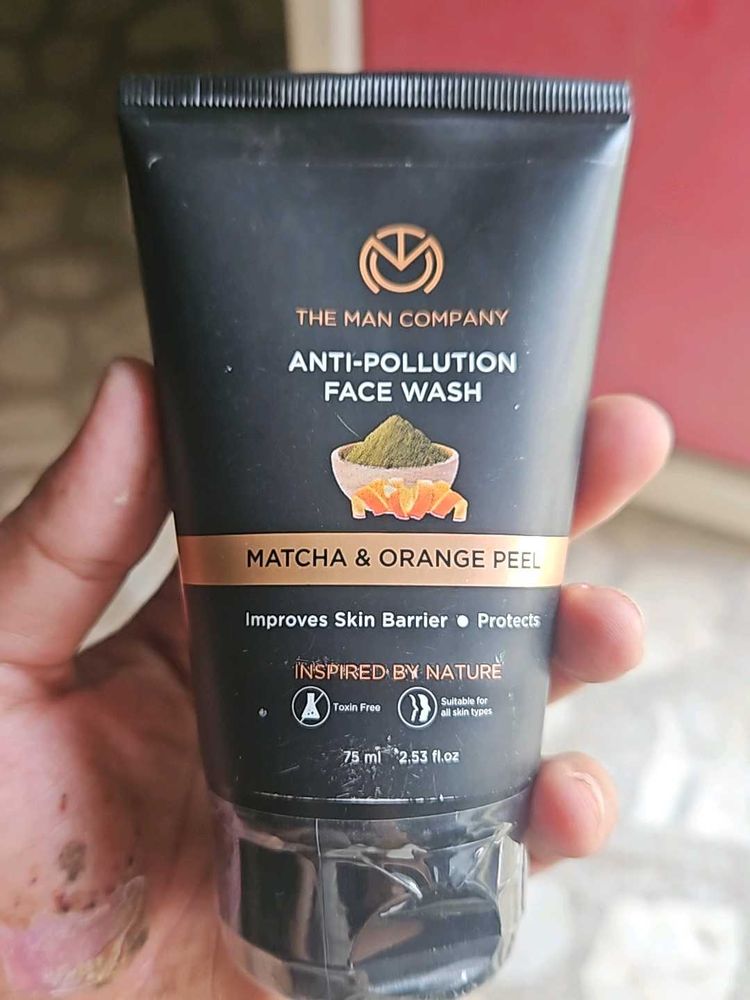 THE MAN COMPANY
ANTI-POLLUTION
FACE WASH
MATCHA & ORANGE PEEL
Improves Skin Barrier ● Protects
INSPIRED BY NATURE
Toxin Free
Suitable for
all skin types
75 ml 2.53 fl.oz